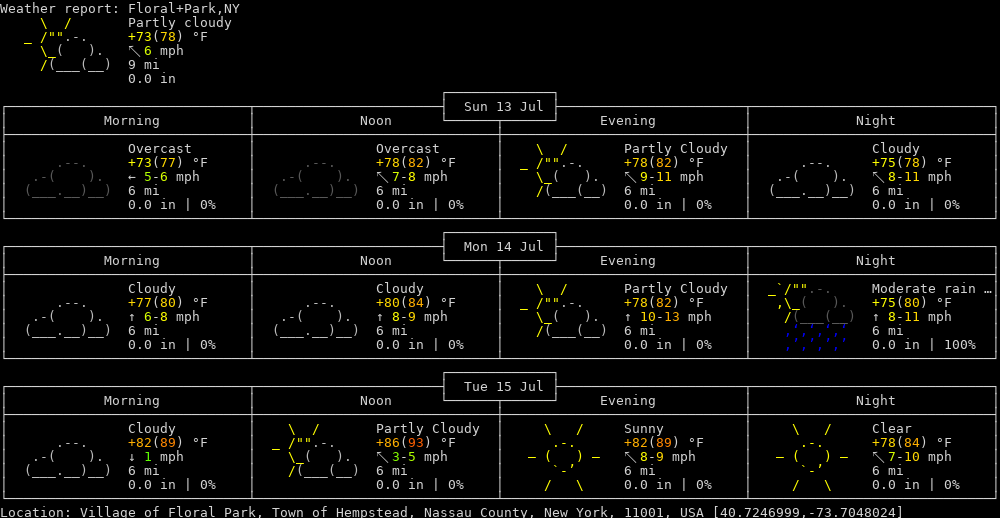 Weather report: Floral+Park,NY
Partly cloudy
+73(78) °F
↖ 6 mph
9 mi
0.0 in
Sun 13 Jul
Morning Noon Evening Night
Overcast Overcast Partly Cloudy Cloudy
+73(77) °F +78(82) °F +78(82) °F +75(78) °F
← 5-6 mph ↖ 7-8 mph ↖ 9-11 mph ↖ 8-11 mph
6 mi 6 mi 6 mi 6 mi
0.0 in | 0% 0.0 in | 0% 0.0 in | 0% 0.0 in | 0%
Mon 14 Jul
Morning Noon Evening Night
Cloudy Cloudy Partly Cloudy Moderate rain …
+77(80) °F +80(84) °F +78(82) °F +75(80) °F
↑ 6-8 mph ↑ 8-9 mph ↑ 10-13 mph ↑ 8-11 mph
6 mi 6 mi 6 mi 6 mi
0.0 in | 0% 0.0 in | 0% 0.0 in | 0% 0.0 in | 100%
Tue 15 Jul
Morning Noon Evening Night
Cloudy Partly Cloudy Sunny Clear
+82(89) °F +86(93) °F +82(89) °F +78(84) °F
↓ 1 mph ↖ 3-5 mph ↖ 8-9 mph ↖ 7-10 mph
6 mi 6 mi 6 mi 6 mi
0.0 in | 0% 0.0 in | 0% 0.0 in | 0% 0.0 in | 0%
Location: Village of Floral Park, Town of Hempstead, Nassau County, New York, 11001, USA [40.7246999,-73.7048024]